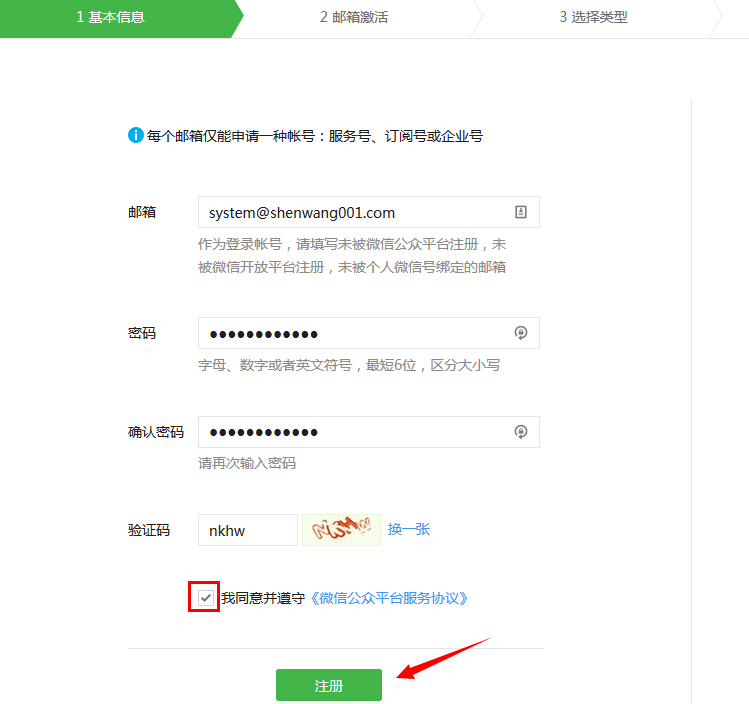 1 基本信息 2 邮箱激活 3 选择类型
每个邮箱仅能申请一种帐号：服务号、订阅号或企业号
邮箱 system@shenwang001.com
作为登录帐号，请填写未被微信公众平台注册，未
被微信开放平台注册，未被个人微信号绑定的邮箱
密码 ●●●●●●●●●●●●
字母、数字或者英文符号，最短6位，区分大小写
确认密码 ●●●●●●●●●●●●
请再次输入密码
验证码 nkhw NKHW 换一张
我同意并遵守《微信公众平台服务协议》
注册